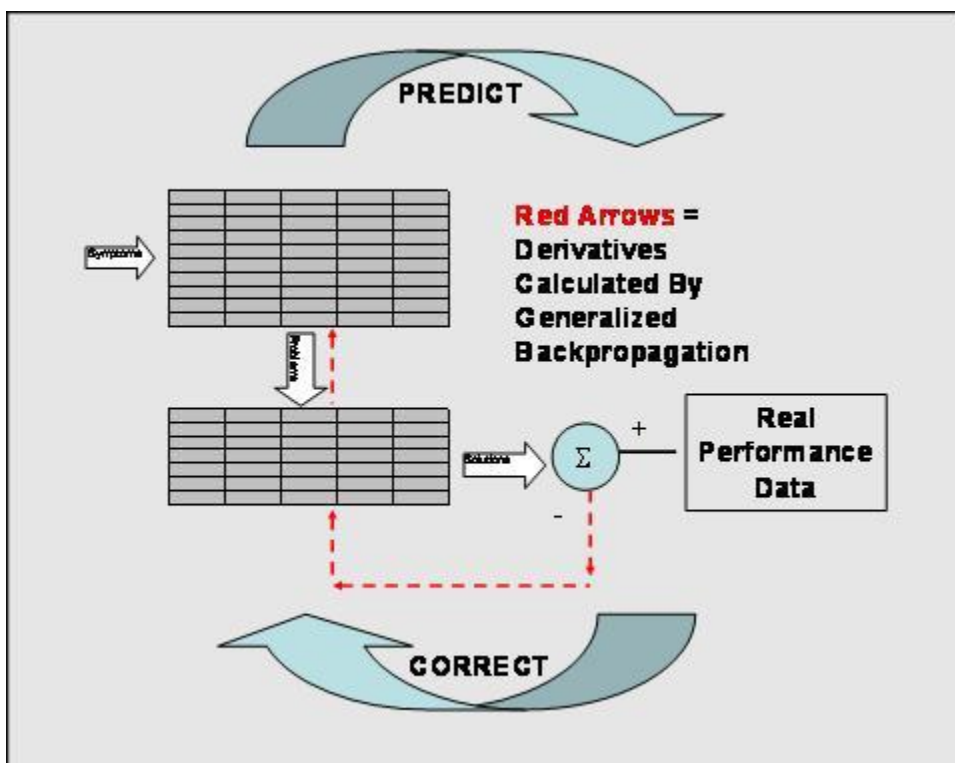 PREDICT
Symptoms
Red Arrows =
Derivatives
Calculated By
Generalized
Backpropagation
Problems
Solutions
Σ
+
-
Real
Performance
Data
CORRECT